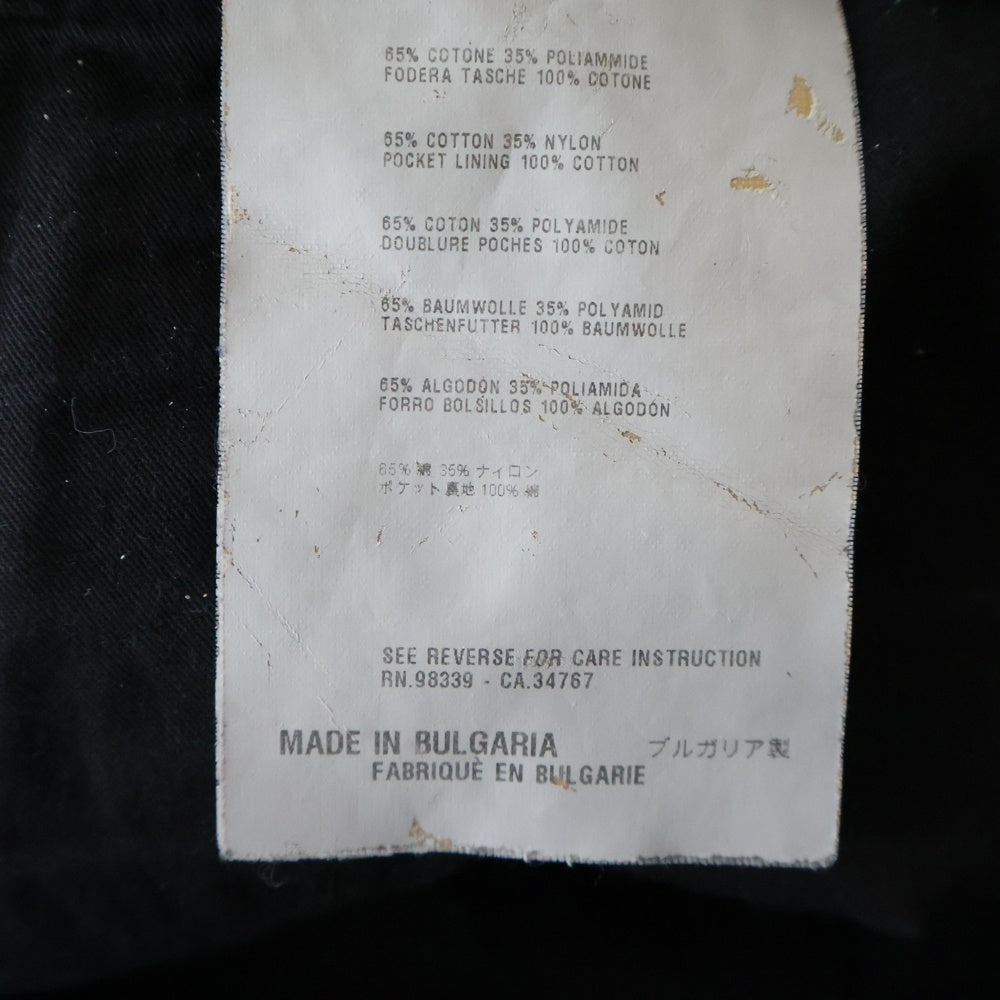 65% COTONE 35% POLIAMMIDE
FODERA TASCHE 100% COTONE
65% COTTON 35% NYLON
POCKET LINING 100% COTTON
65% COTON 35% POLYAMIDE
DOUBLURE POCHES 100% COTON
65% BAUMWOLLE 35% POLYAMID
TASCHENFUTTER 100% BAUMWOLLE
65% ALGODÓN 35% POLIAMIDA
FORRO BOLSILLOS 100% ALGODÓN
65% 綿 35% ナイロン
ポケット裏地 100% 綿
SEE REVERSE FOR CARE INSTRUCTION
RN.98339 - CA.34767
MADE IN BULGARIA ブルガリア製
FABRIQUÈ EN BULGARIE